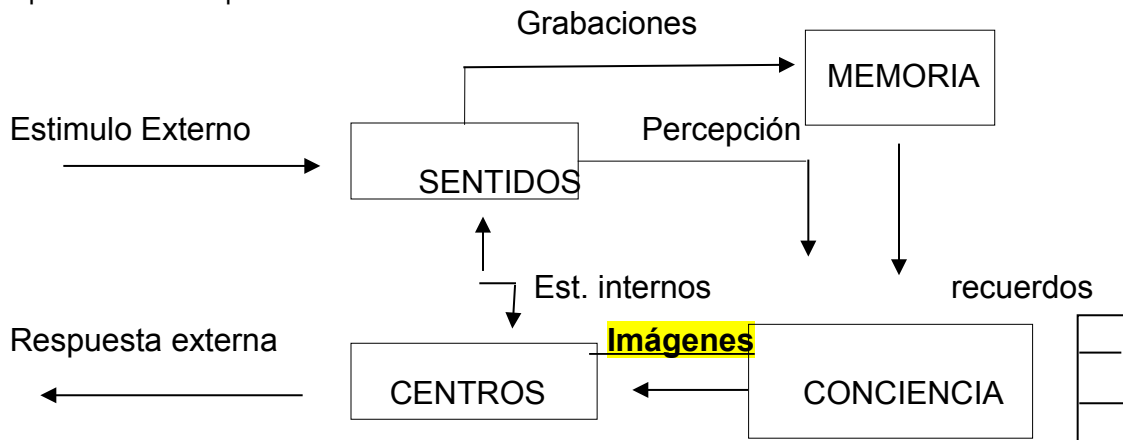 Grabaciones
MEMORIA
Estimulo Externo
Percepción
SENTIDOS
Est. internos
recuerdos
Respuesta externa
Imágenes
CENTROS
CONCIENCIA